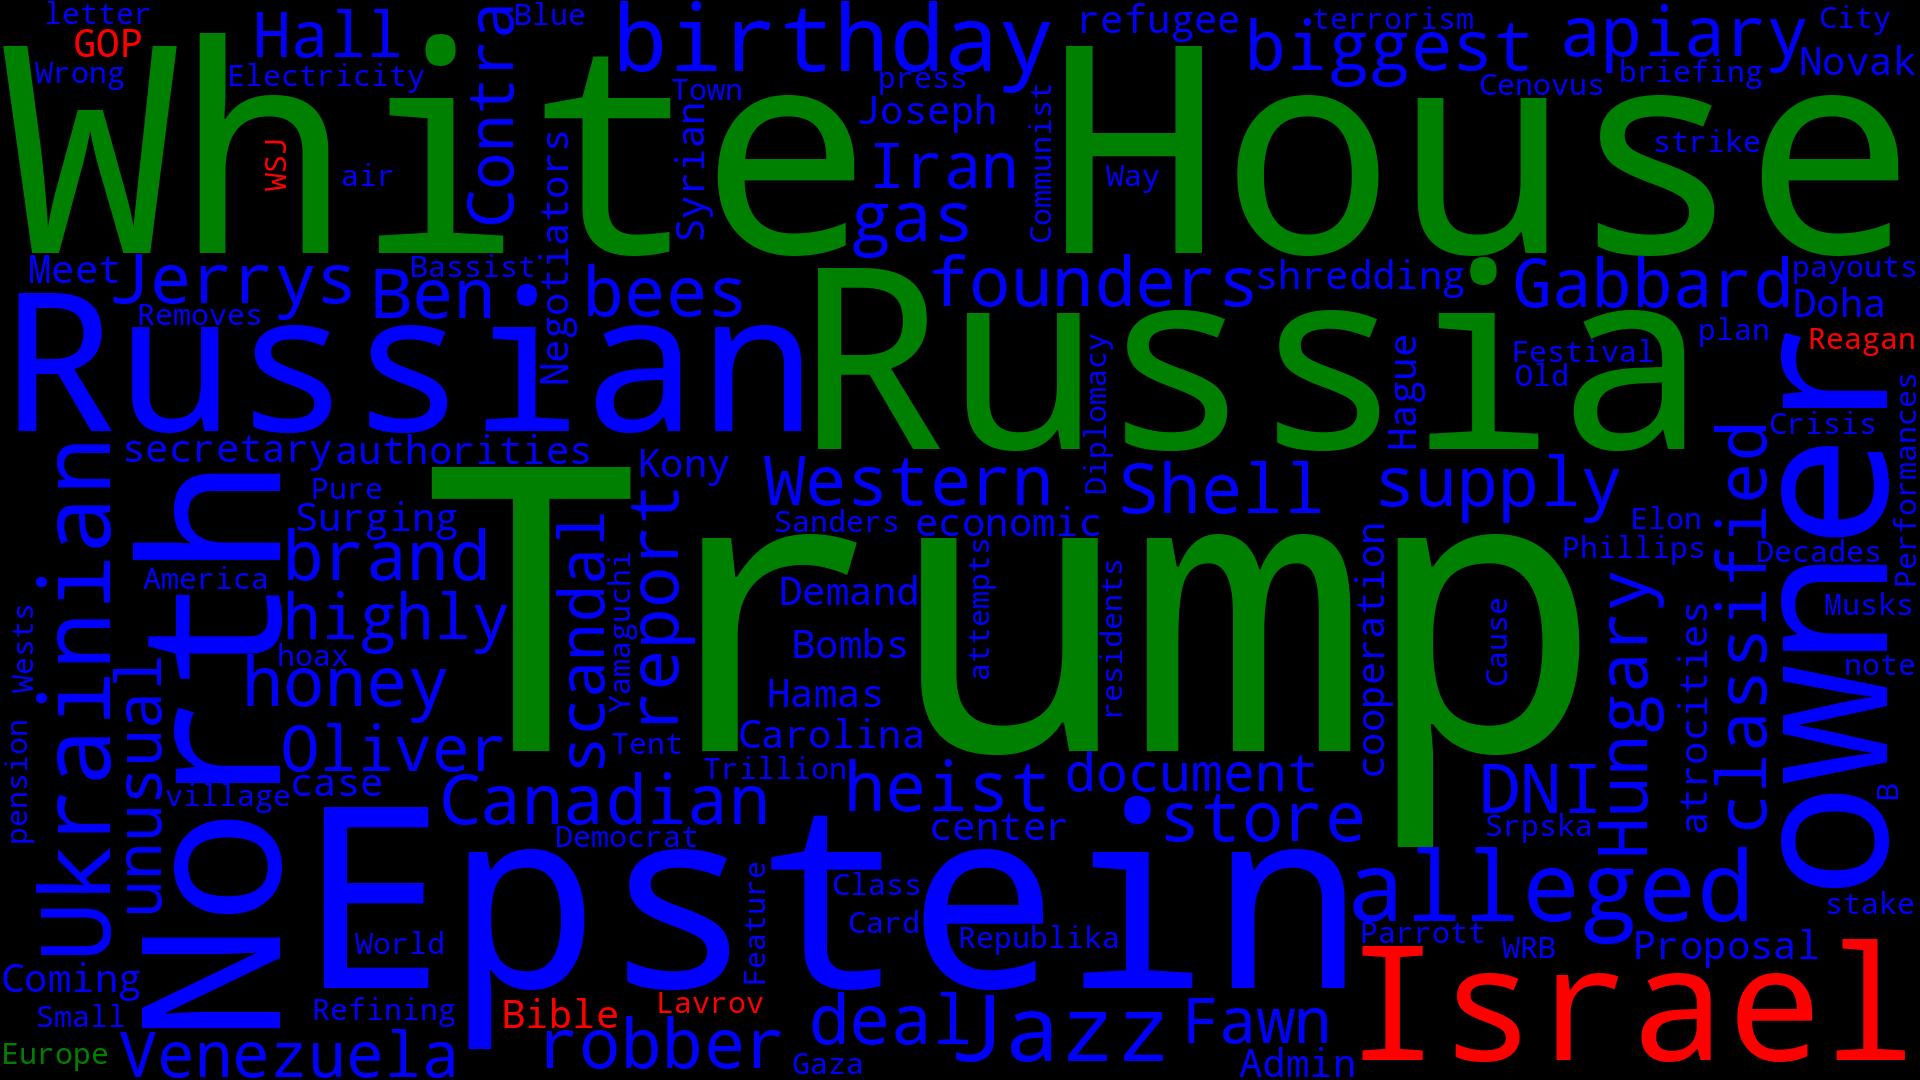 letter
GOP
Wrong
Hall
Electricity
Contra
Blue
birthday
refugee
terrorism
biggest
apiary
City
Novak
briefing
Cenovus
press
Town
Joseph
White House
WSJ
air
Negotiators
Syrian
Iran
gas
Communist
Way
strike
Meet
Jerrys
Removes
Ben
Bassist
bees
founders
shredding
Gabbard
payouts
Doha
Russian
Russia
Diplomacy
Hague
Festival
Old
plan
Reagan
Crisis
Performances
owner
classified
secretary
authorities
Kony
Western
Shell
supply
Ukrainian
North
Pure
Surging
brand
America
highly
hoax
honey
unusual
Oliver
case
village
Trump
scandal
Yamaguchi
report
Tent
Sanders
economic
Demand
attempts
Bombs
residents
Hamas
Carolina
Trillion
cooperation
Cause
Elon
Phillips
Decades
Musks
note
Hungary
atrocities
B
Wests
pension
Canadian
Democrat
heist
document
center
store
DNI
Srpska
Epstein
World
Feature
Class
Card
Republika
alleged
Parrott
WRB
Proposal
stake
Coming
Small
Europe
Venezuela
Refining
Bible
Lavrov
robber
Gaza
deal
Jazz
Fawn
Admin
Israel